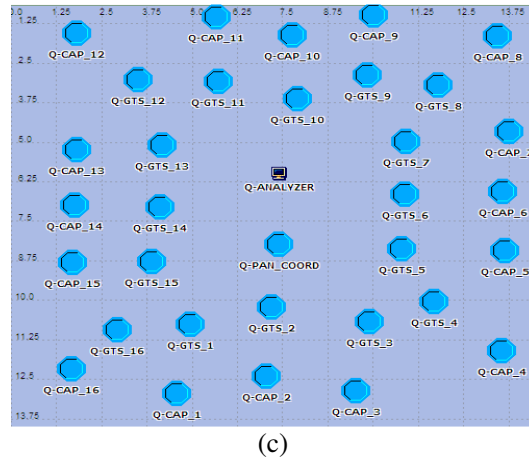 0.0 1.25 2.5 3.75 5.0 6.25 7.5 8.75 10.0 11.25 12.5 13.75
1.25
Q-CAP_12
Q-CAP_11
Q-CAP_10
Q-CAP_9
Q-CAP_8
2.5
Q-GTS_12
Q-GTS_11
Q-GTS_10
Q-GTS_9
Q-GTS_8
3.75
5.0
Q-CAP_13
Q-GTS_13
Q-GTS_7
6.25
Q-ANALYZER
Q-CAP_14
Q-GTS_14
Q-GTS_6
Q-CAP_6
7.5
8.75
Q-CAP_15
Q-GTS_15
Q-PAN_COORD
Q-GTS_5
Q-CAP_5
10.0
Q-GTS_16
Q-GTS_1
Q-GTS_2
Q-GTS_3
Q-GTS_4
11.25
12.5
Q-CAP_16
Q-CAP_1
Q-CAP_2
Q-CAP_3
Q-CAP_4
13.75
(c)